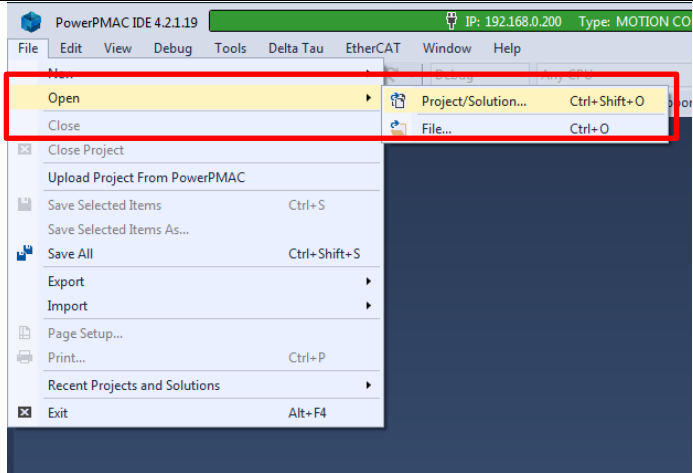 PowerPMAC IDE 4.2.1.19 IP: 192.168.0.200 Type: MOTION CO
File Edit View Debug Tools Delta Tau EtherCAT Window Help
New Debug Any CPU
Open Project/Solution... Ctrl+Shift+O
Close File... Ctrl+O
Close Project
Upload Project From PowerPMAC
Save Selected Items Ctrl+S
Save Selected Items As...
Save All Ctrl+Shift+S
Export
Import
Page Setup...
Print... Ctrl+P
Recent Projects and Solutions
Exit Alt+F4